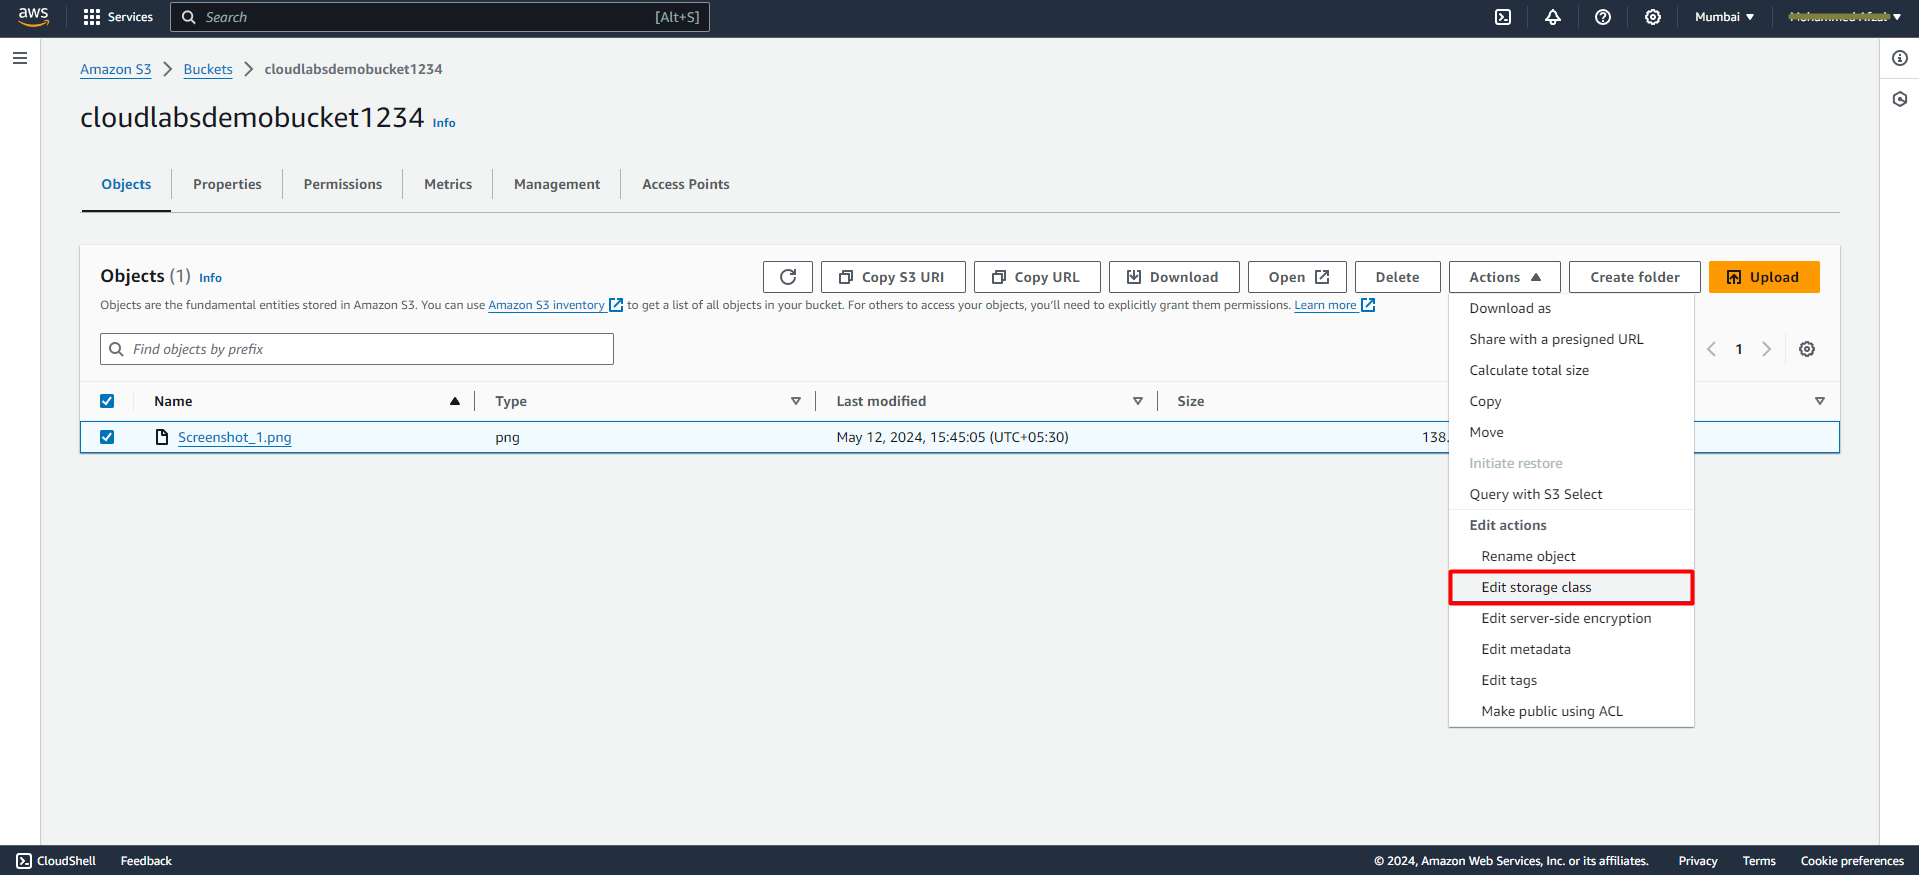 aws Services Search [Alt+S] Mumbai
Amazon S3 Buckets cloudlabsdemobucket1234
cloudlabsdemobucket1234 Info
Objects Properties Permissions Metrics Management Access Points
Objects (1) Info
Copy S3 URI Copy URL Download Open Delete Actions Create folder Upload
Objects are the fundamental entities stored in Amazon S3. You can use Amazon S3 inventory to get a list of all objects in your bucket. For others to access your objects, you'll need to explicitly grant them permissions. Learn more
Find objects by prefix
1
Name Type Last modified Size
Screenshot_1.png png May 12, 2024, 15:45:05 (UTC+05:30) 138.
Download as
Share with a presigned URL
Calculate total size
Copy
Move
Initiate restore
Query with S3 Select
Edit actions
Rename object
Edit storage class
Edit server-side encryption
Edit metadata
Edit tags
Make public using ACL
CloudShell Feedback © 2024, Amazon Web Services, Inc. or its affiliates. Privacy Terms Cookie preferences